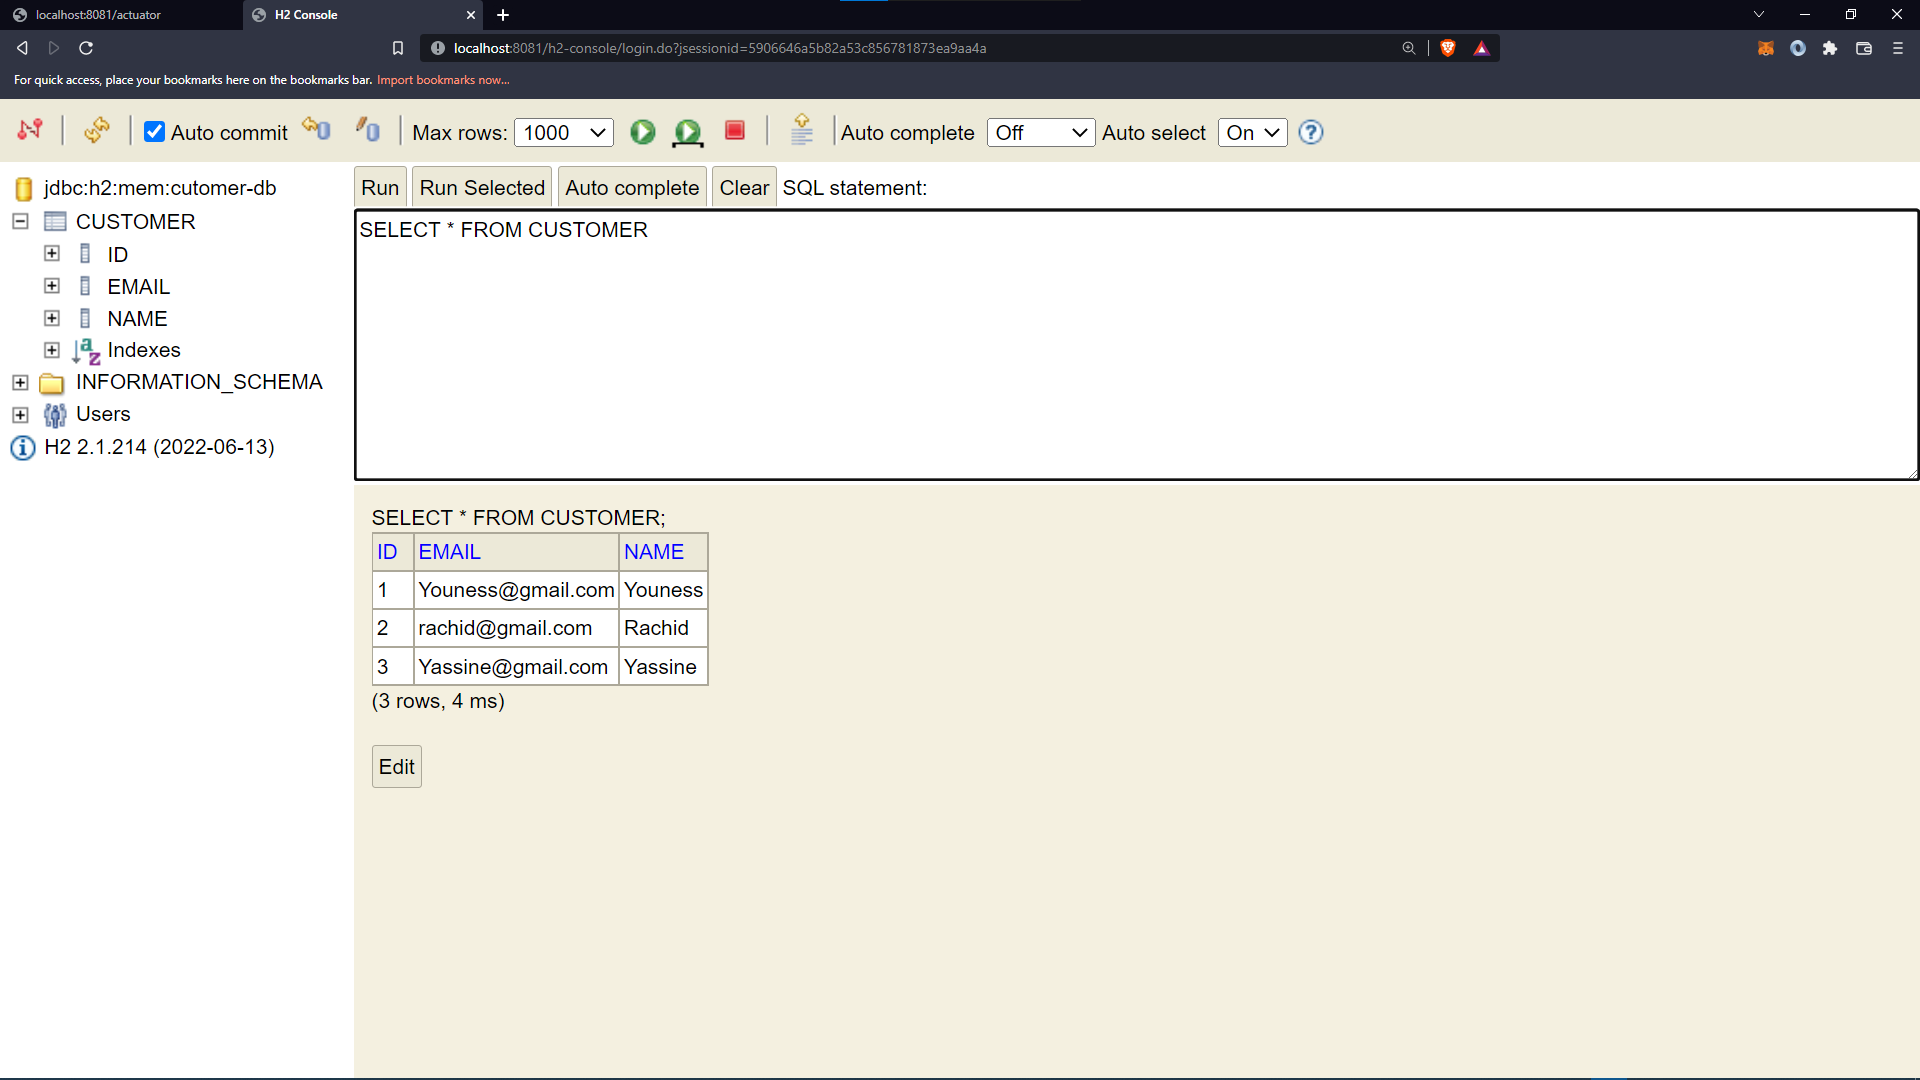 localhost:8081/actuator
H2 Console
localhost:8081/h2-console/login.do?jsessionid=5906646a5b82a53c856781873ea9aa4a
For quick access, place your bookmarks here on the bookmarks bar. Import bookmarks now...
Auto commit Max rows: 1000 Auto complete Off Auto select On
jdbc:h2:mem:cutomer-db
CUSTOMER
ID
EMAIL
NAME
Indexes
INFORMATION_SCHEMA
Users
H2 2.1.214 (2022-06-13)
Run Run Selected Auto complete Clear SQL statement:
SELECT * FROM CUSTOMER
SELECT * FROM CUSTOMER;
ID EMAIL NAME
1 Youness@gmail.com Youness
2 rachid@gmail.com Rachid
3 Yassine@gmail.com Yassine
(3 rows, 4 ms)
Edit